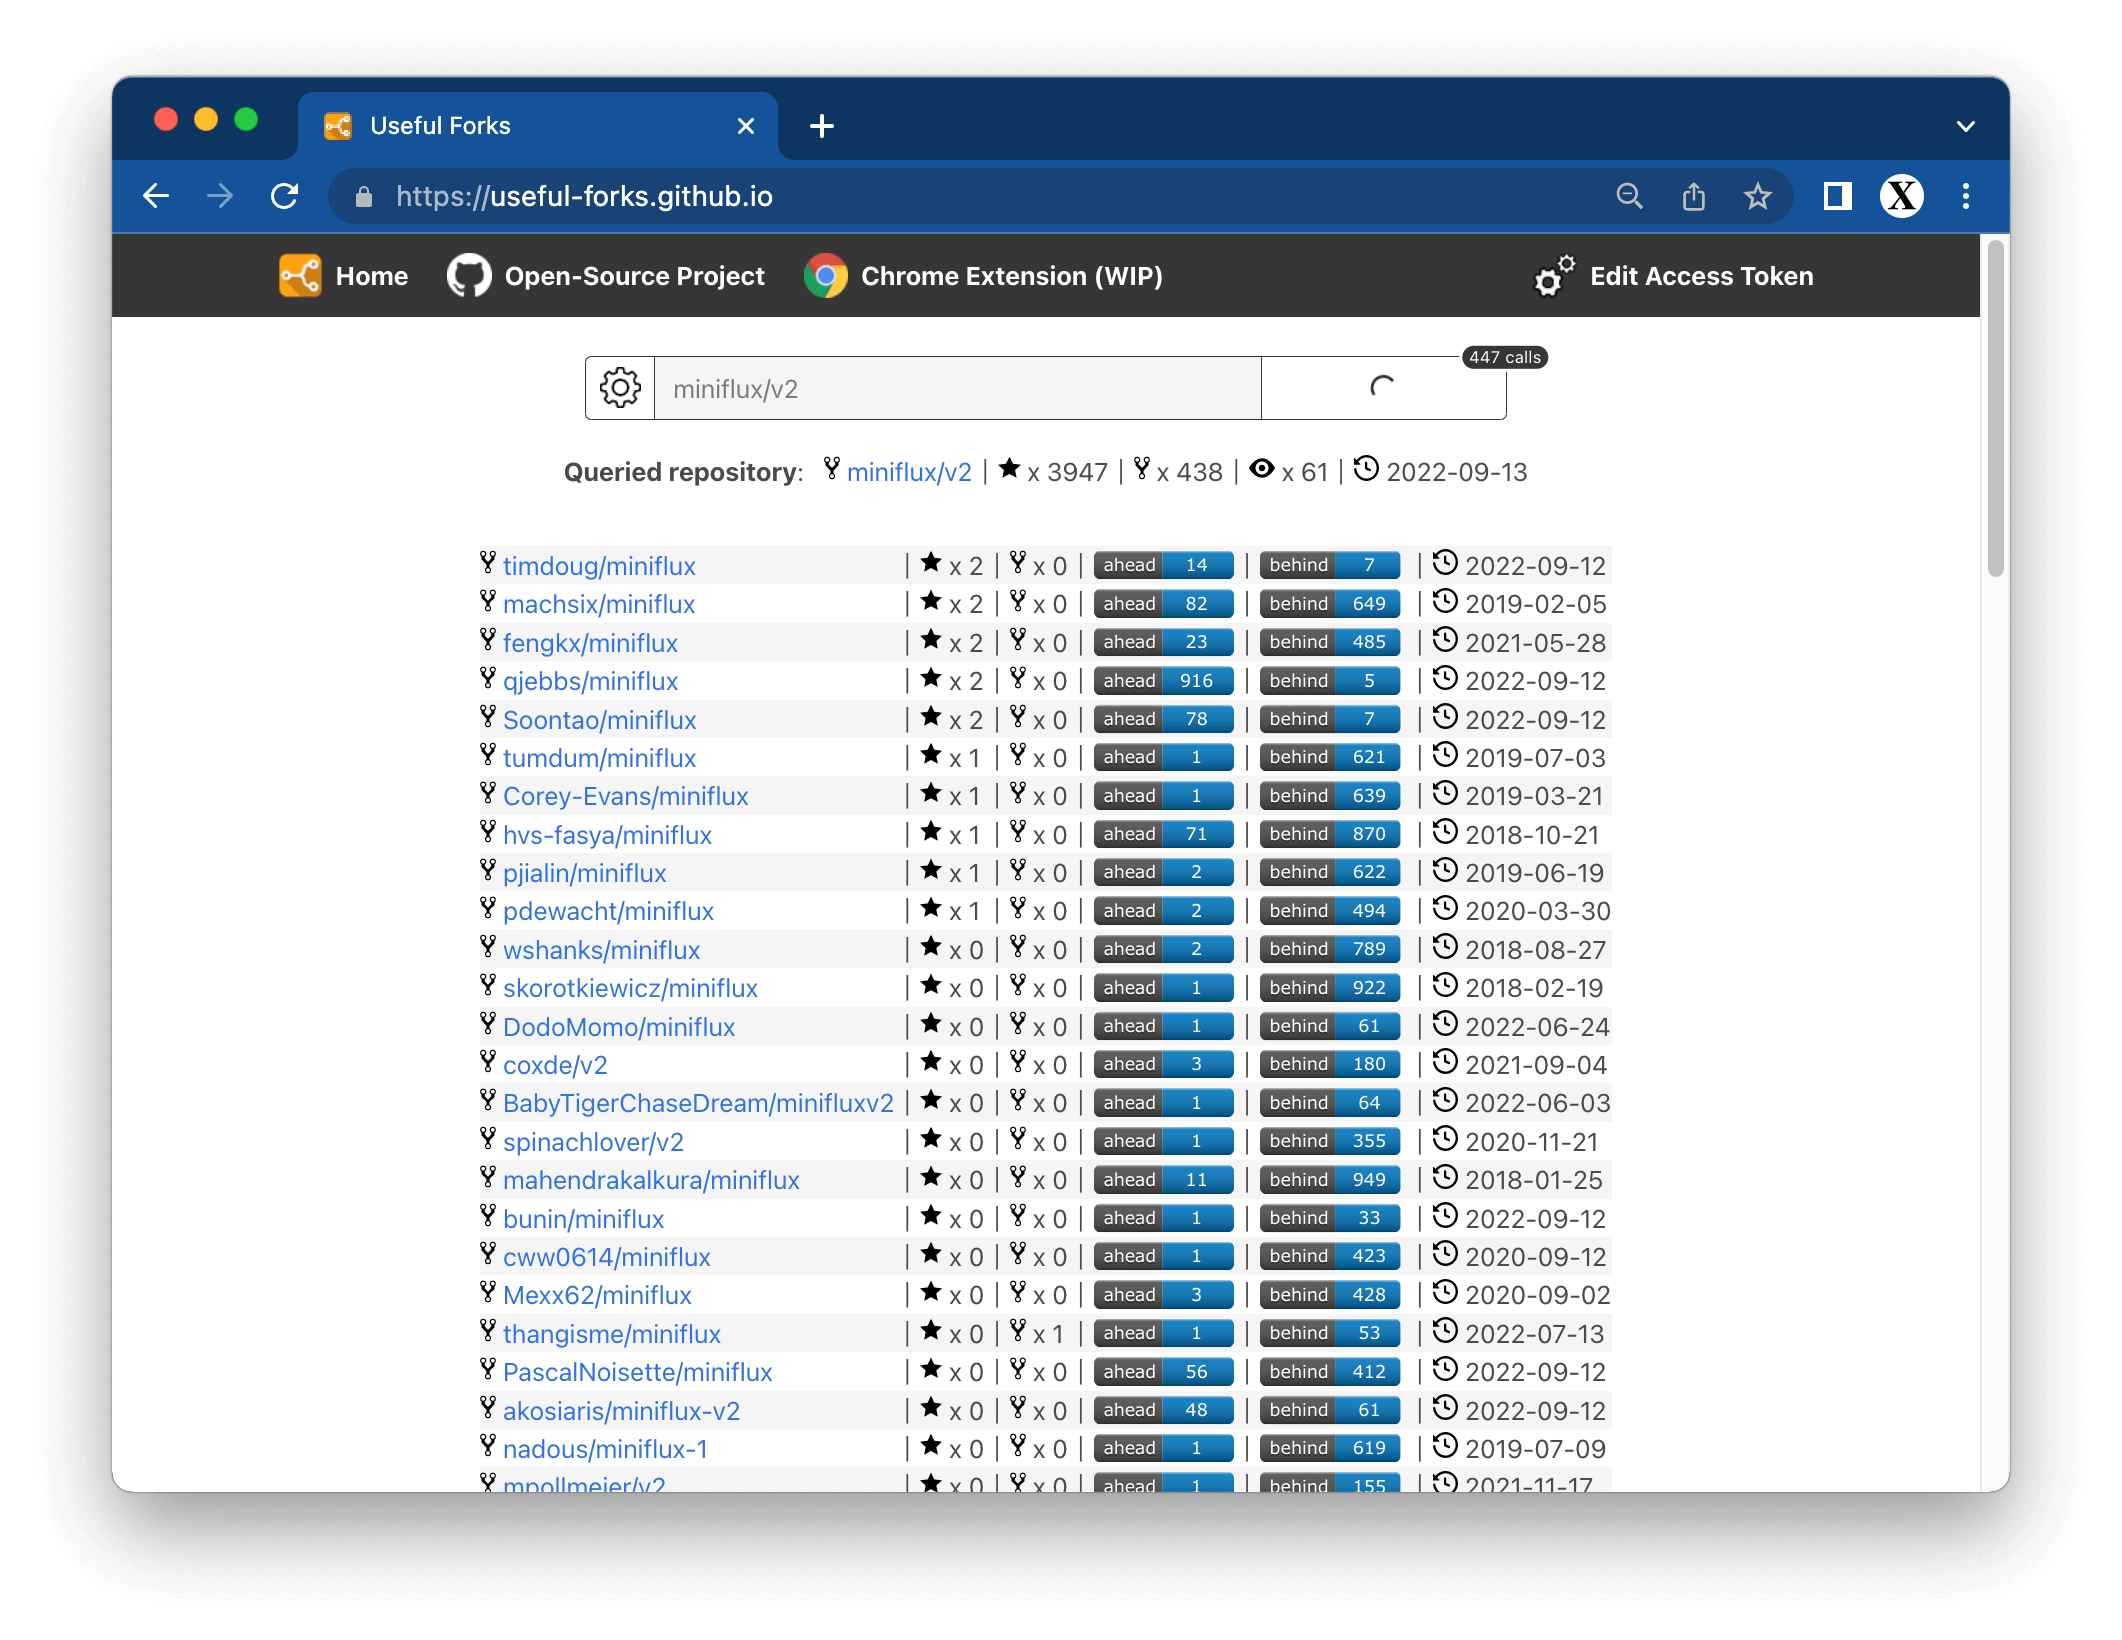 Useful Forks
https://useful-forks.github.io
Home Open-Source Project Chrome Extension (WIP) Edit Access Token
447 calls
miniflux/v2
Queried repository: miniflux/v2 | x 3947 | x 438 | x 61 | 2022-09-13
timdoug/miniflux | x 2 | x 0 | ahead 14 | behind 7 | 2022-09-12
machsix/miniflux | x 2 | x 0 | ahead 82 | behind 649 | 2019-02-05
fengkx/miniflux | x 2 | x 0 | ahead 23 | behind 485 | 2021-05-28
qjebbs/miniflux | x 2 | x 0 | ahead 916 | behind 5 | 2022-09-12
Soontao/miniflux | x 2 | x 0 | ahead 78 | behind 7 | 2022-09-12
tumdum/miniflux | x 1 | x 0 | ahead 1 | behind 621 | 2019-07-03
Corey-Evans/miniflux | x 1 | x 0 | ahead 1 | behind 639 | 2019-03-21
hvs-fasya/miniflux | x 1 | x 0 | ahead 71 | behind 870 | 2018-10-21
pjialin/miniflux | x 1 | x 0 | ahead 2 | behind 622 | 2019-06-19
pdewacht/miniflux | x 1 | x 0 | ahead 2 | behind 494 | 2020-03-30
wshanks/miniflux | x 0 | x 0 | ahead 2 | behind 789 | 2018-08-27
skorotkiewicz/miniflux | x 0 | x 0 | ahead 1 | behind 922 | 2018-02-19
DodoMomo/miniflux | x 0 | x 0 | ahead 1 | behind 61 | 2022-06-24
coxde/v2 | x 0 | x 0 | ahead 3 | behind 180 | 2021-09-04
BabyTigerChaseDream/minifluxv2 | x 0 | x 0 | ahead 1 | behind 64 | 2022-06-03
spinachlover/v2 | x 0 | x 0 | ahead 1 | behind 355 | 2020-11-21
mahendrakalkura/miniflux | x 0 | x 0 | ahead 11 | behind 949 | 2018-01-25
bunin/miniflux | x 0 | x 0 | ahead 1 | behind 33 | 2022-09-12
cww0614/miniflux | x 0 | x 0 | ahead 1 | behind 423 | 2020-09-12
Mexx62/miniflux | x 0 | x 0 | ahead 3 | behind 428 | 2020-09-02
thangisme/miniflux | x 0 | x 1 | ahead 1 | behind 53 | 2022-07-13
PascalNoisette/miniflux | x 0 | x 0 | ahead 56 | behind 412 | 2022-09-12
akosiaris/miniflux-v2 | x 0 | x 0 | ahead 48 | behind 61 | 2022-09-12
nadous/miniflux-1 | x 0 | x 0 | ahead 1 | behind 619 | 2019-07-09
mpollmeier/v2 | x 0 | x 0 | ahead 1 | behind 155 | 2021-11-17